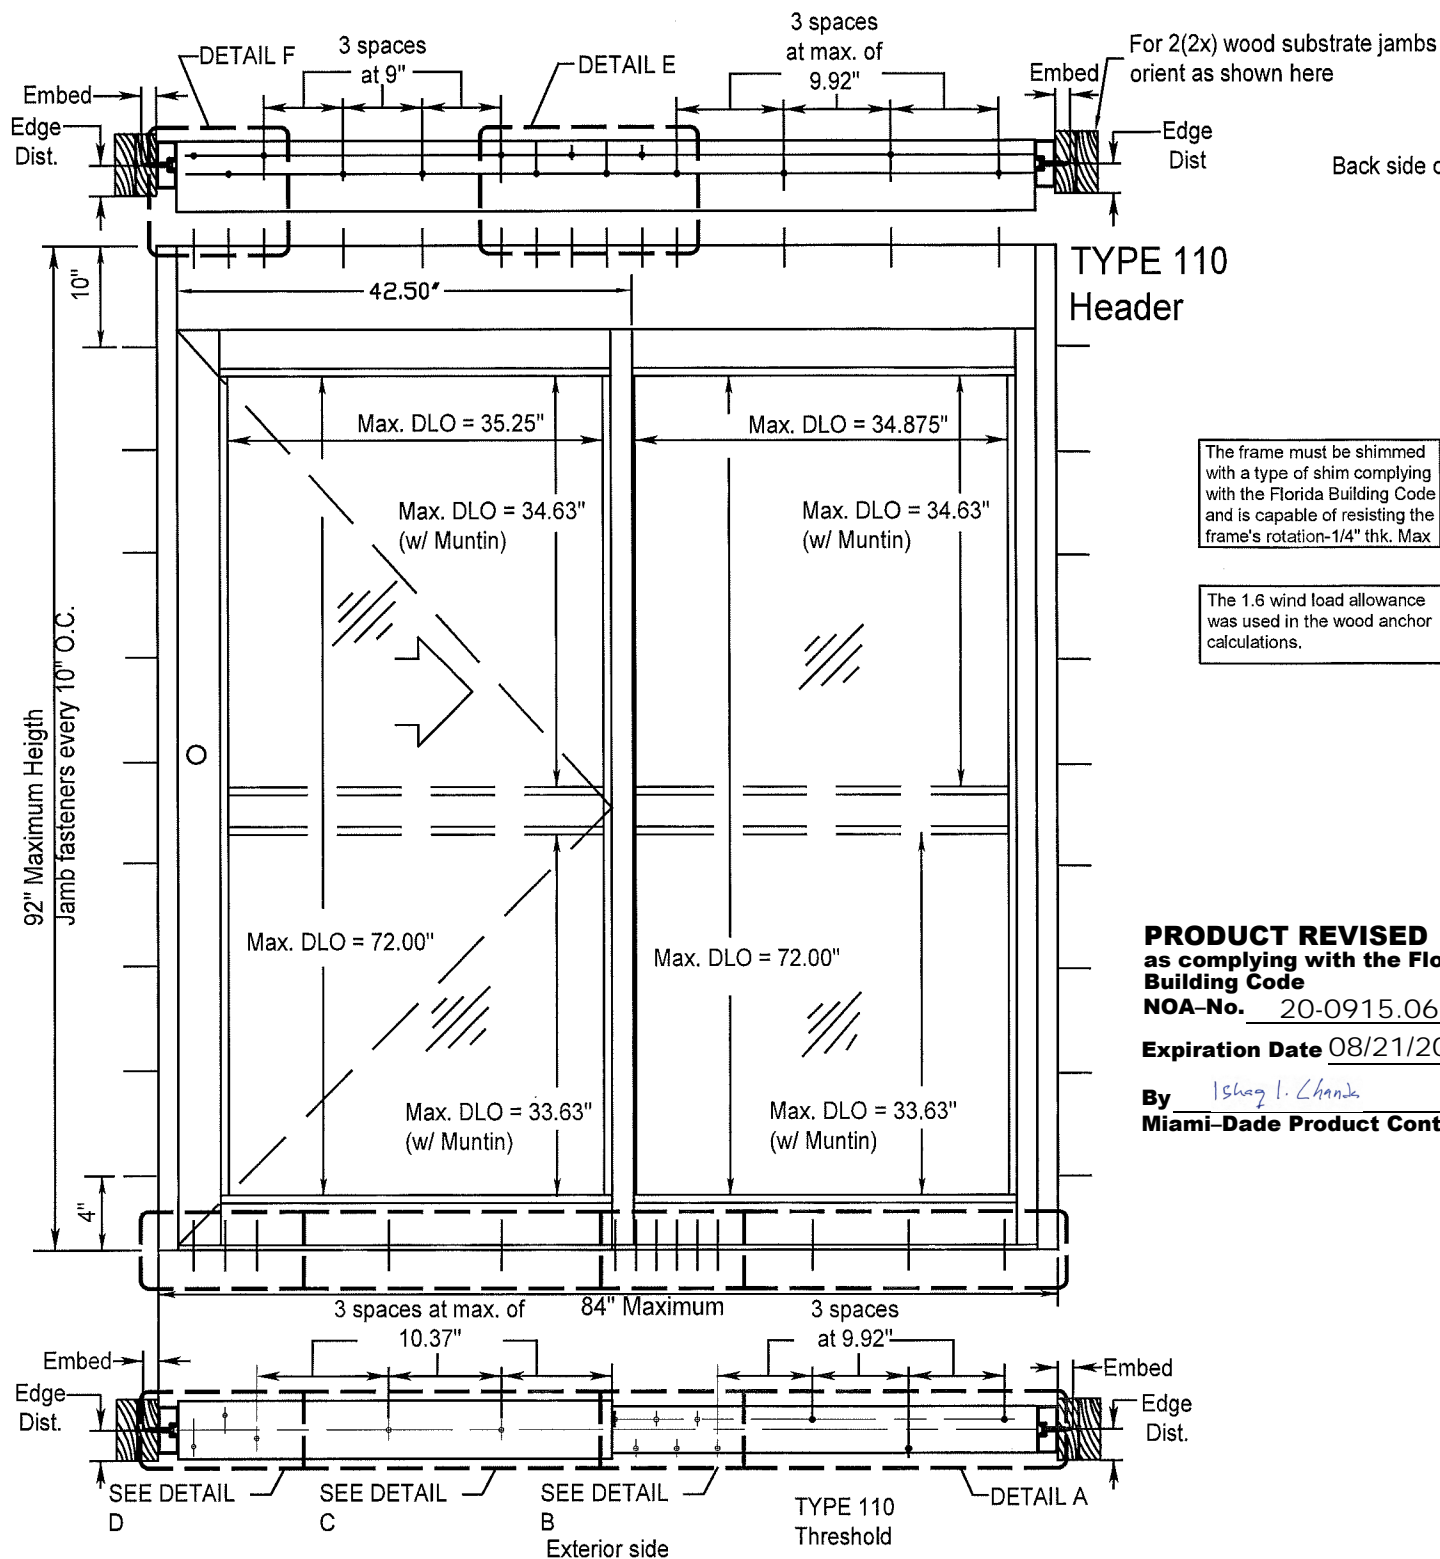 DETAIL F
3 spaces
at 9"
DETAIL E
3 spaces
at max. of
9.92"
For 2(2x) wood substrate jambs
orient as shown here
Embed
Edge
Dist.
Embed
Edge
Dist
Back side
10"
42.50"
TYPE 110
Header
Max. DLO = 35.25"
Max. DLO = 34.875"
Max. DLO = 34.63"
(w/ Muntin)
Max. DLO = 34.63"
(w/ Muntin)
The frame must be shimmed
with a type of shim complying
with the Florida Building Code
and is capable of resisting the
frame's rotation-1/4" thk. Max
The 1.6 wind load allowance
was used in the wood anchor
calculations.
92" Maximum Heigth
Jamb fasteners every 10" O.C.
Max. DLO = 72.00"
Max. DLO = 72.00"
Max. DLO = 33.63"
(w/ Muntin)
Max. DLO = 33.63"
(w/ Muntin)
PRODUCT REVISED
as complying with the Flo
Building Code
NOA–No. 20-0915.06
Expiration Date 08/21/20
By Ishaq I. Chanda
Miami–Dade Product Cont
4"
84" Maximum
3 spaces at max. of
10.37"
3 spaces
at 9.92"
Embed
Edge
Dist.
Embed
Edge
Dist.
SEE DETAIL
D
SEE DETAIL
C
SEE DETAIL
B
DETAIL A
TYPE 110
Threshold
Exterior side